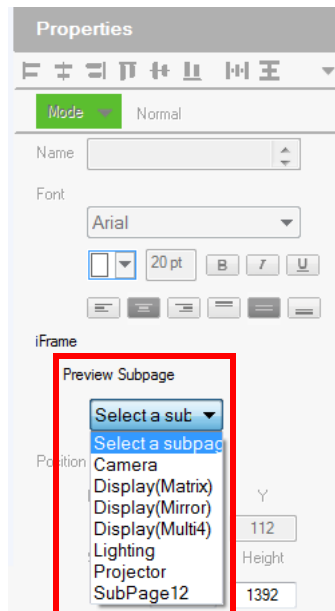 Properties
Mode Normal
Name
Font
Arial
20 pt B I U
iFrame
Preview Subpage
Select a sub
Select a subpag
Camera
Position
Display(Matrix)
Y
Display(Mirror)
Display(Multi4)
112
Lighting
Height
Projector
SubPage12
1392